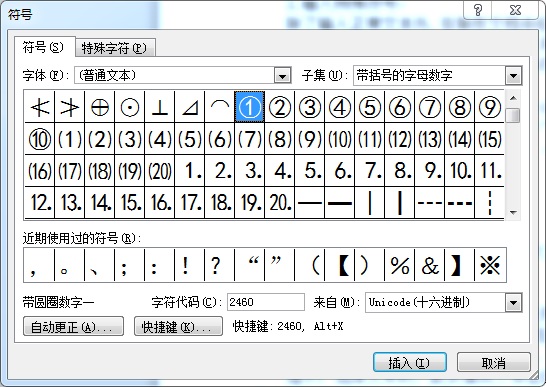 符号
符号(S) 特殊字符(P)
字体(F): (普通文本) 子集(U): 带括号的字母数字
≮ ≯ ⊕ ⊙ ⊥ ⊿ ⌒ ① ② ③ ④ ⑤ ⑥ ⑦ ⑧ ⑨
⑩ ⑴ ⑵ ⑶ ⑷ ⑸ ⑹ ⑺ ⑻ ⑼ ⑽ ⑾ ⑿ ⒀ ⒁ ⒂
⒃ ⒄ ⒅ ⒆ ⒇ ⒈ ⒉ ⒊ ⒋ ⒌ ⒍ ⒎ ⒏ ⒐ ⒑ ⒒
⒓ ⒔ ⒕ ⒖ ⒗ ⒘ ⒙ ⒚ ⒛ ─ ━ │ ┃ ┄ ┅ ┆
近期使用过的符号(R):
， 。 、 ； ： ！ ？ “ ” （ 【 ） ％ ＆ 】 ※
带圆圈数字一 字符代码(C): 2460 来自(M): Unicode(十六进制)
自动更正(A)... 快捷键(K)... 快捷键: 2460, Alt+X
插入(I) 取消